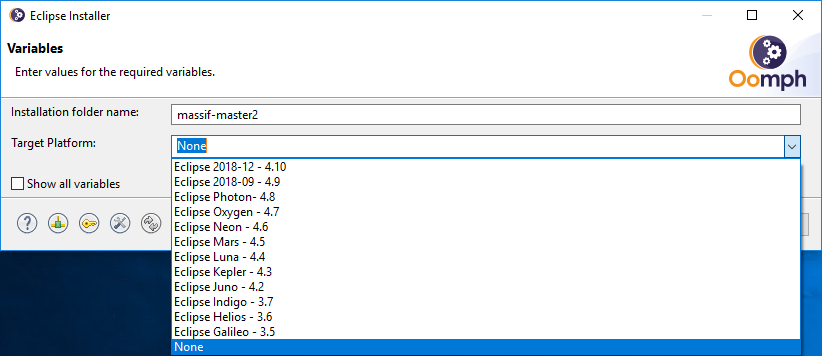 Eclipse Installer
Variables
Enter values for the required variables.
Oomph
Installation folder name:
massif-master2
Target Platform:
None
Eclipse 2018-12 - 4.10
Eclipse 2018-09 - 4.9
Show all variables
Eclipse Photon- 4.8
Eclipse Oxygen - 4.7
Eclipse Neon - 4.6
Eclipse Mars - 4.5
Eclipse Luna - 4.4
Eclipse Kepler - 4.3
Eclipse Juno - 4.2
Eclipse Indigo - 3.7
Eclipse Helios - 3.6
Eclipse Galileo - 3.5
None